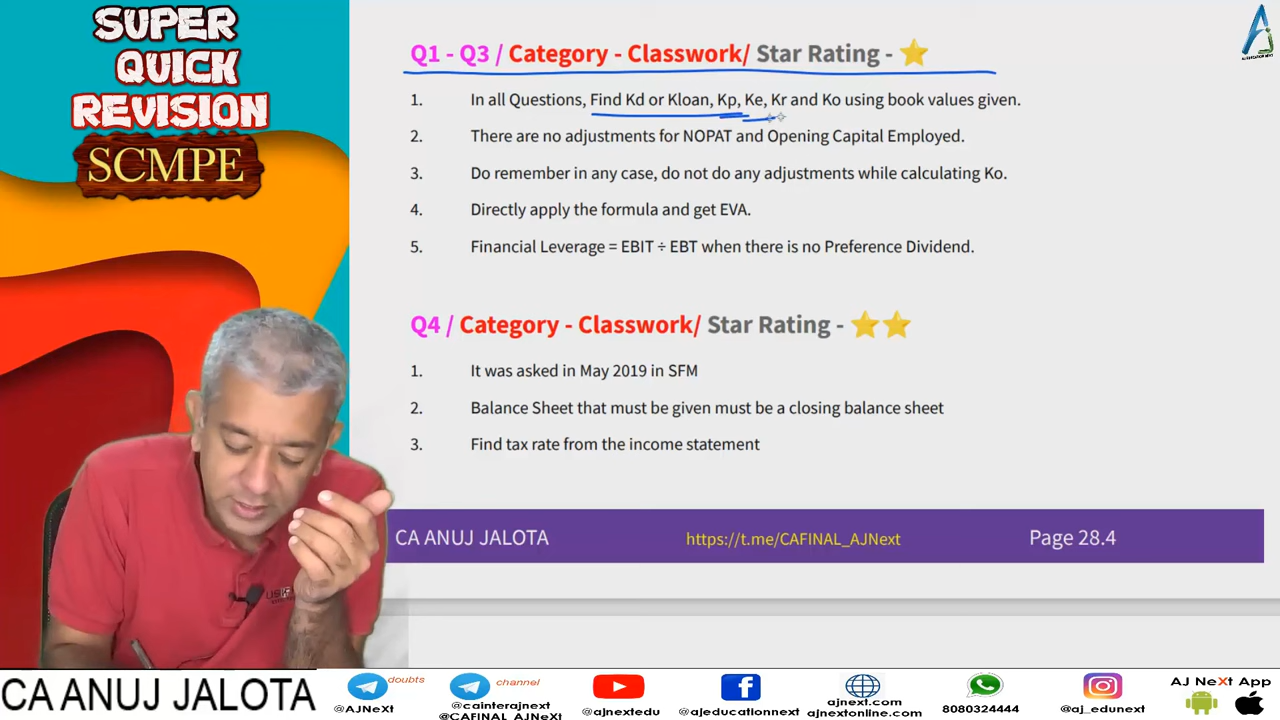 SUPER
QUICK
REVISION
SCMPE
Q1 - Q3 / Category - Classwork/ Star Rating - ⭐
1. In all Questions, Find Kd or Kloan, Kp, Ke, Kr and Ko using book values given.
2. There are no adjustments for NOPAT and Opening Capital Employed.
3. Do remember in any case, do not do any adjustments while calculating Ko.
4. Directly apply the formula and get EVA.
5. Financial Leverage = EBIT ÷ EBT when there is no Preference Dividend.
Q4 / Category - Classwork/ Star Rating - ⭐⭐
1. It was asked in May 2019 in SFM
2. Balance Sheet that must be given must be a closing balance sheet
3. Find tax rate from the income statement
CA ANUJ JALOTA https://t.me/CAFINAL_AJNext Page 28.4
CA ANUJ JALOTA
doubts
@AJNeXt
channel
@cainterajnext
@CAFINAL_AJNext
@ajnextedu
@ajeducationnext
ajnext.com
ajnextonline.com
8080324444
@aj_edunext
AJ NeXt App